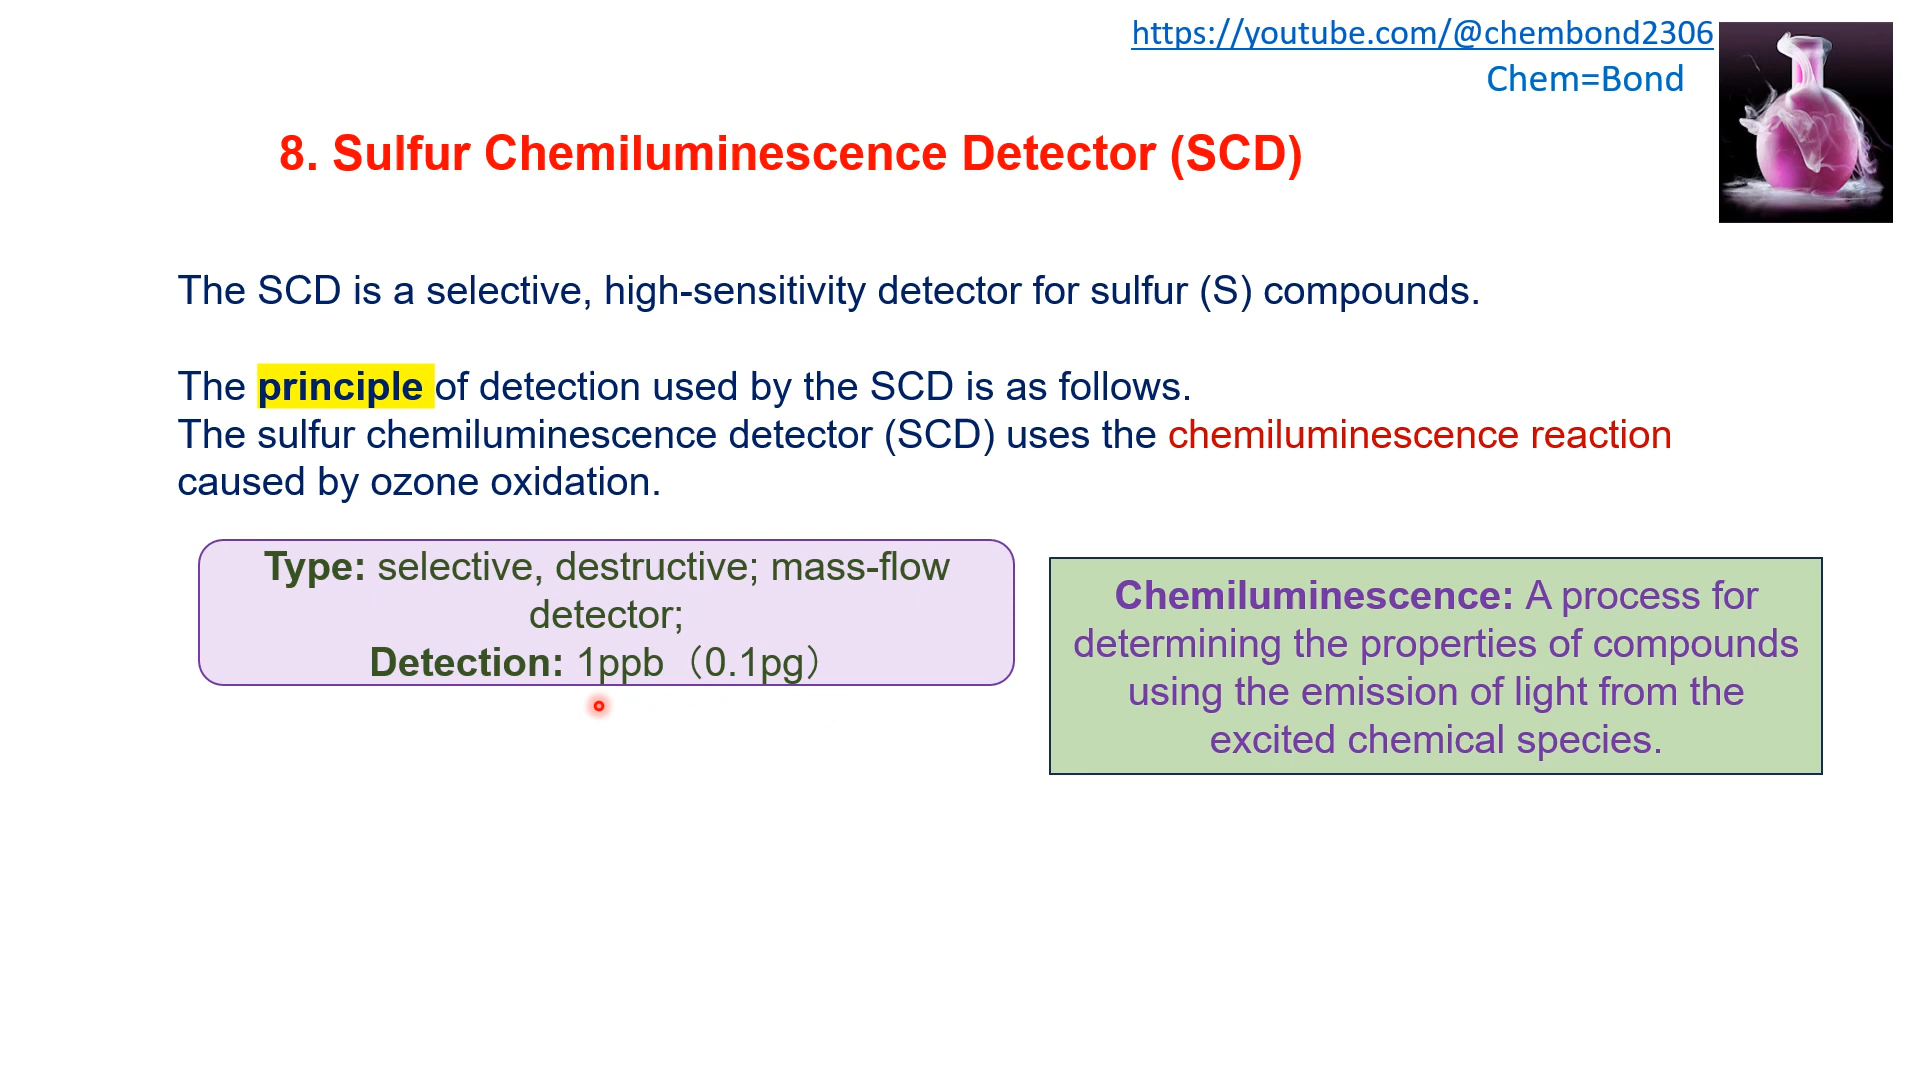 https://youtube.com/@chembond2306
Chem=Bond
8. Sulfur Chemiluminescence Detector (SCD)
The SCD is a selective, high-sensitivity detector for sulfur (S) compounds.
The principle of detection used by the SCD is as follows.
The sulfur chemiluminescence detector (SCD) uses the chemiluminescence reaction
caused by ozone oxidation.
Type: selective, destructive; mass-flow
detector;
Detection: 1ppb（0.1pg）
Chemiluminescence: A process for
determining the properties of compounds
using the emission of light from the
excited chemical species.